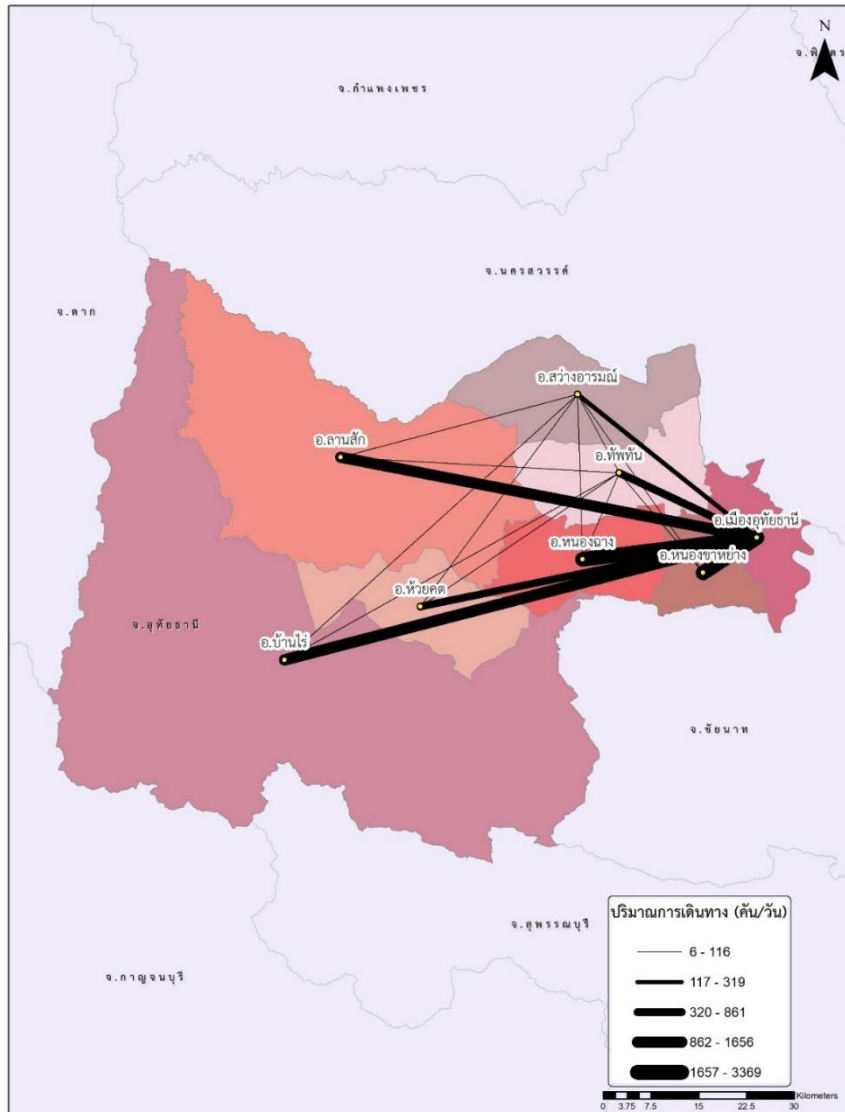 N
จ.กำแพงเพชร
จ.นครสวรรค์
จ.ตาก
อ.สว่างอารมณ์
อ.ลานสัก
อ.ทัพทัน
อ.เมืองอุทัยธานี
อ.หนองฉาง
อ.หนองขาหย่าง
อ.ห้วยคต
จ.อุทัยธานี
อ.บ้านไร่
จ.ชัยนาท
จ.สุพรรณบุรี
จ.กาญจนบุรี
ปริมาณการเดินทาง (คัน/วัน)
6 - 116
117 - 319
320 - 861
862 - 1656
1657 - 3369
Kilometers
0 3.75 7.5 15 22.5 30